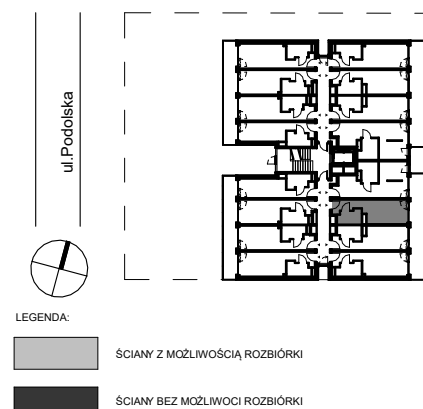 ul.Podolska
LEGENDA:
ŚCIANY Z MOŻLIWOŚCIĄ ROZBIÓRKI
ŚCIANY BEZ MOŻLIWOCI ROZBIÓRKI